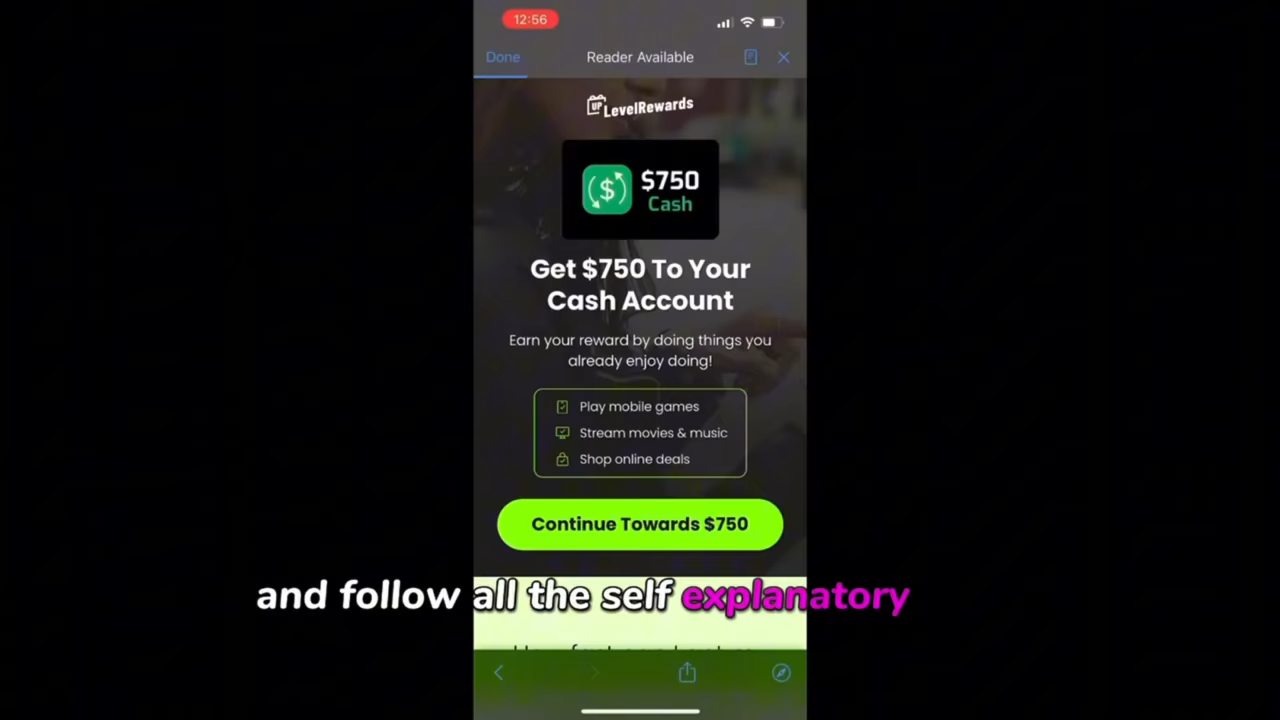 12:56
Done
Reader Available
UP LevelRewards
$
$750
Cash
Get $750 To Your
Cash Account
Earn your reward by doing things you
already enjoy doing!
Play mobile games
Stream movies & music
Shop online deals
Continue Towards $750
and follow all the self explanatory